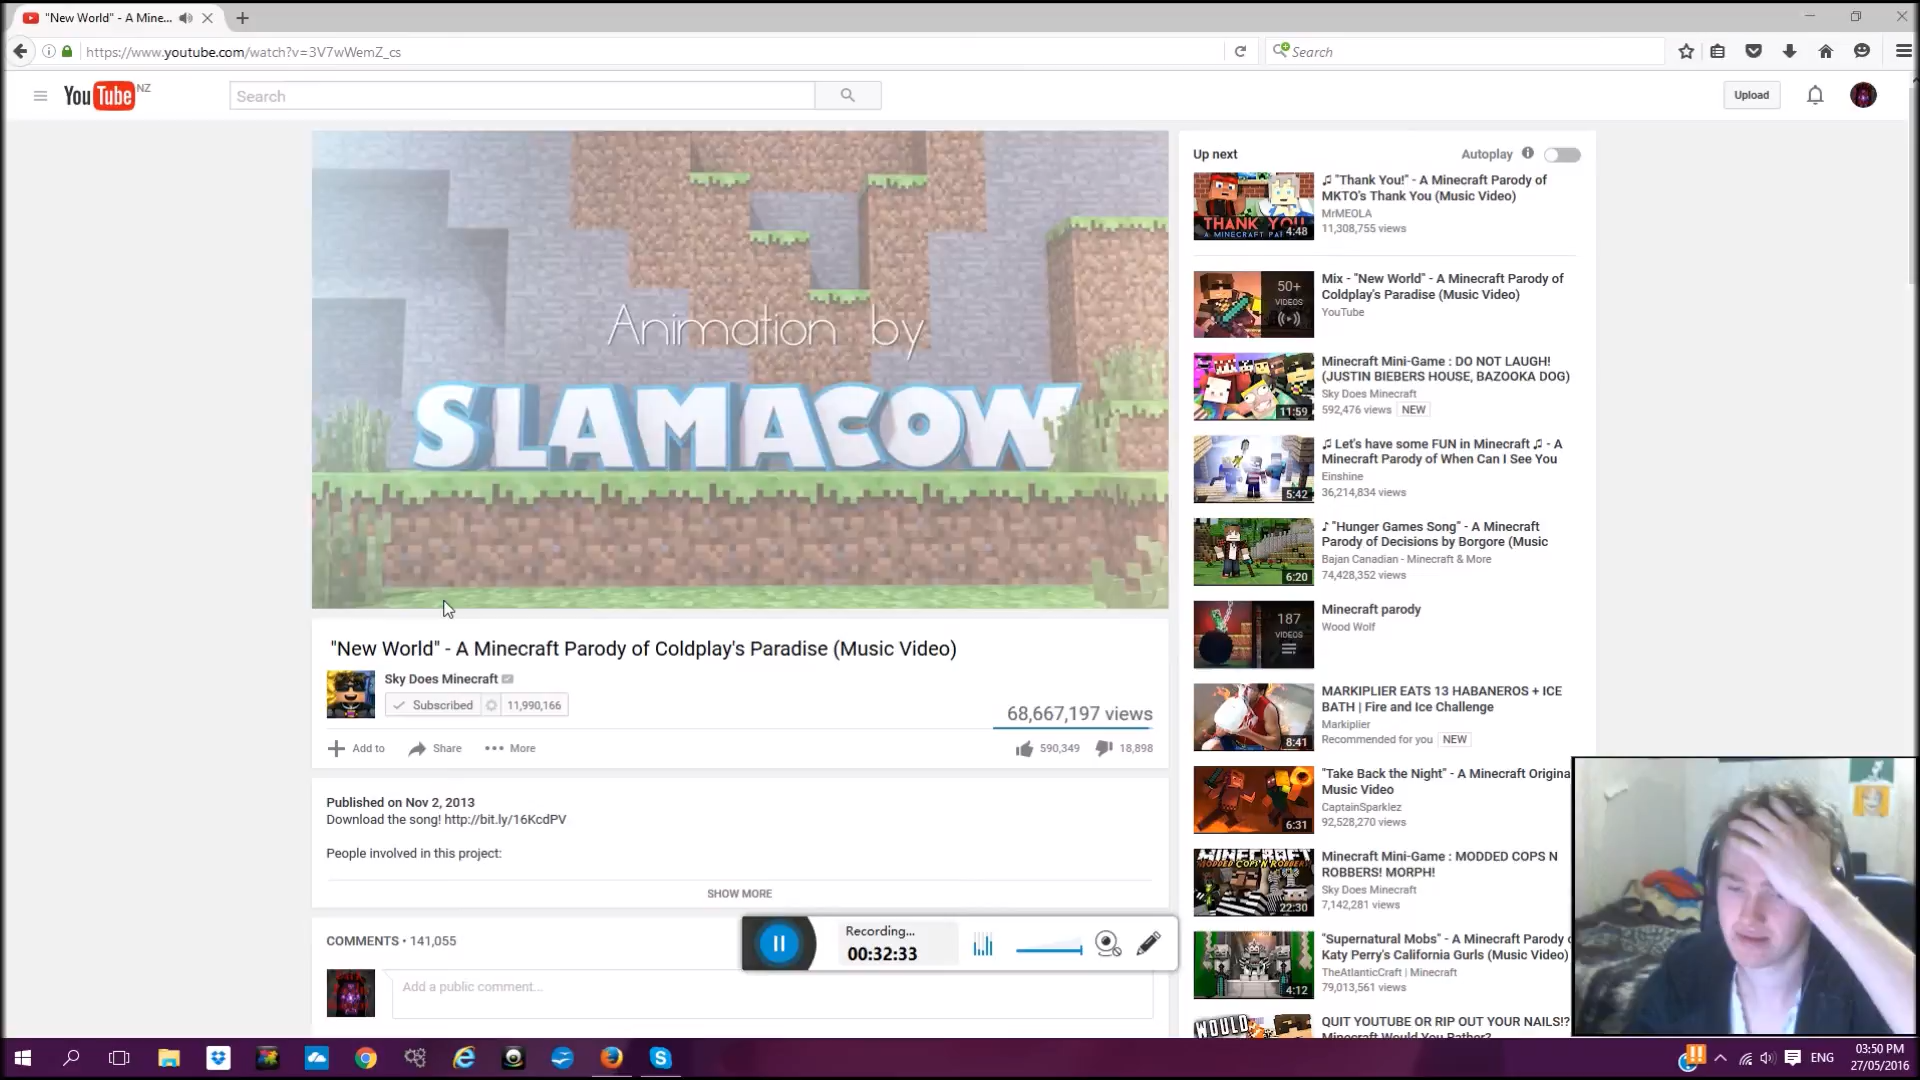 "New World" - A Mine...
https://www.youtube.com/watch?v=3V7wWemZ_cs
Search
YouTube NZ
Search
Upload
Animation by
SLAMACOW
"New World" - A Minecraft Parody of Coldplay's Paradise (Music Video)
Sky Does Minecraft
Subscribed 11,990,166
68,667,197 views
Add to Share More
590,349 18,898
Published on Nov 2, 2013
Download the song! http://bit.ly/16KcdPV
People involved in this project:
SHOW MORE
COMMENTS • 141,055
Add a public comment...
Recording...
00:32:33
Up next Autoplay
THANK YOU
A MINECRAFT
4:48
♫ "Thank You!" - A Minecraft Parody of
MKTO's Thank You (Music Video)
MrMEOLA
11,308,755 views
50+
VIDEOS
Mix - "New World" - A Minecraft Parody of
Coldplay's Paradise (Music Video)
YouTube
11:59
Minecraft Mini-Game : DO NOT LAUGH!
(JUSTIN BIEBERS HOUSE, BAZOOKA DOG)
Sky Does Minecraft
592,476 views NEW
5:42
♫ Let's have some FUN in Minecraft ♫ - A
Minecraft Parody of When Can I See You
Einshine
36,214,834 views
6:20
♪ "Hunger Games Song" - A Minecraft
Parody of Decisions by Borgore (Music
Bajan Canadian - Minecraft & More
74,428,352 views
187
VIDEOS
Minecraft parody
Wood Wolf
8:41
MARKIPLIER EATS 13 HABANEROS + ICE
BATH | Fire and Ice Challenge
Markiplier
Recommended for you NEW
6:31
"Take Back the Night" - A Minecraft Origina
Music Video
CaptainSparklez
92,528,270 views
MINECRAFT
MODDED COPS N ROBBERS
22:30
Minecraft Mini-Game : MODDED COPS N
ROBBERS! MORPH!
Sky Does Minecraft
7,142,281 views
4:12
"Supernatural Mobs" - A Minecraft Parody o
Katy Perry's California Gurls (Music Video)
TheAtlanticCraft | Minecraft
79,013,561 views
WOULD
QUIT YOUTUBE OR RIP OUT YOUR NAILS!?
Minecraft Would You Rather?
ENG
03:50 PM
27/05/2016